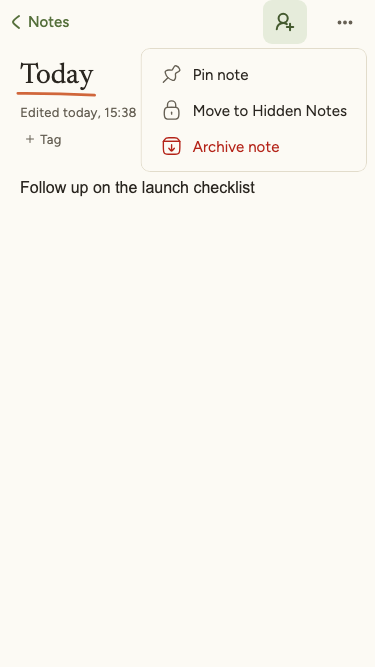 Notes
Today
Edited today, 15:38
+ Tag
Pin note
Move to Hidden Notes
Archive note
Follow up on the launch checklist